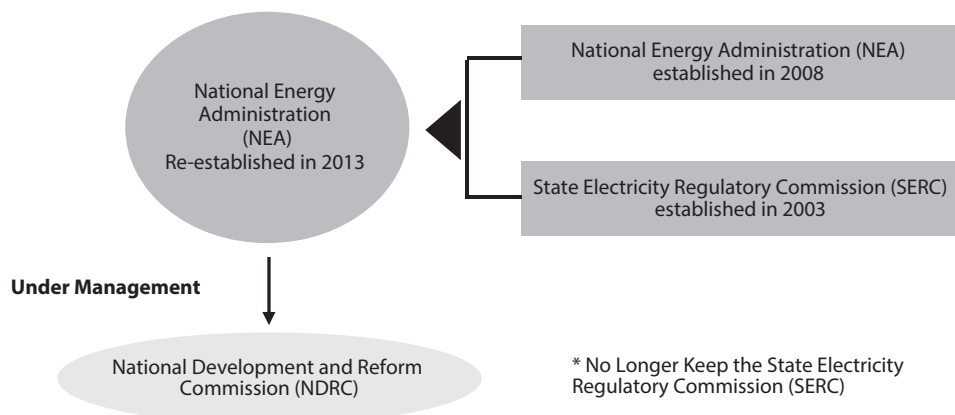 National Energy
Administration
(NEA)
Re-established in 2013
National Energy Administration (NEA)
established in 2008
State Electricity Regulatory Commission (SERC)
established in 2003
Under Management
National Development and Reform
Commission (NDRC)
* No Longer Keep the State Electricity
Regulatory Commission (SERC)